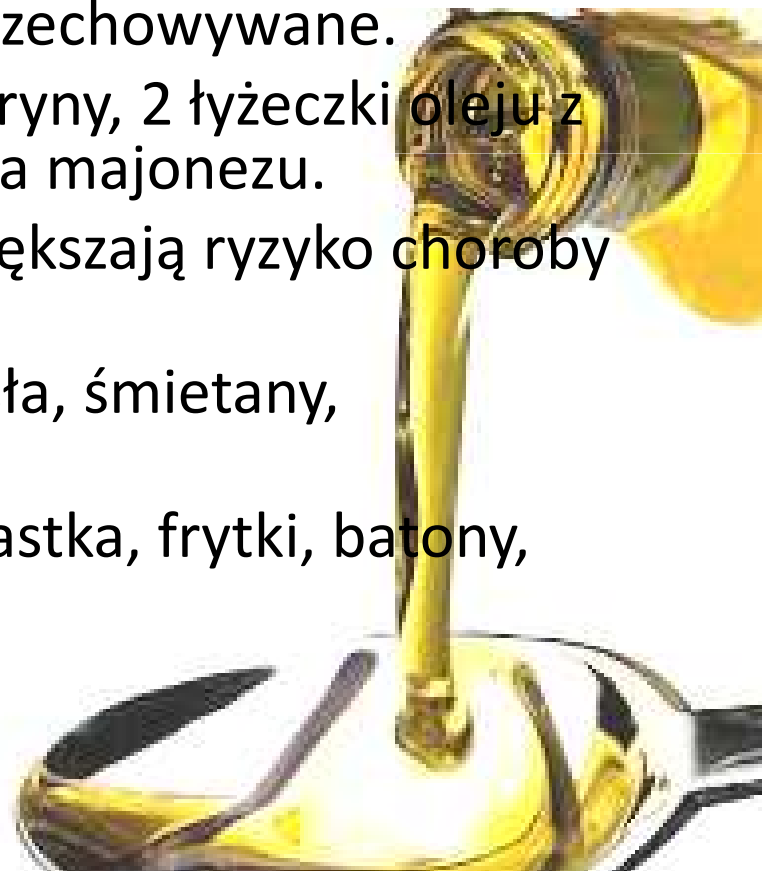 zechowywane.
ryny, 2 łyżeczki oleju z
a majonezu.
ększają ryzyko choroby
ła, śmietany,
astka, frytki, batony,